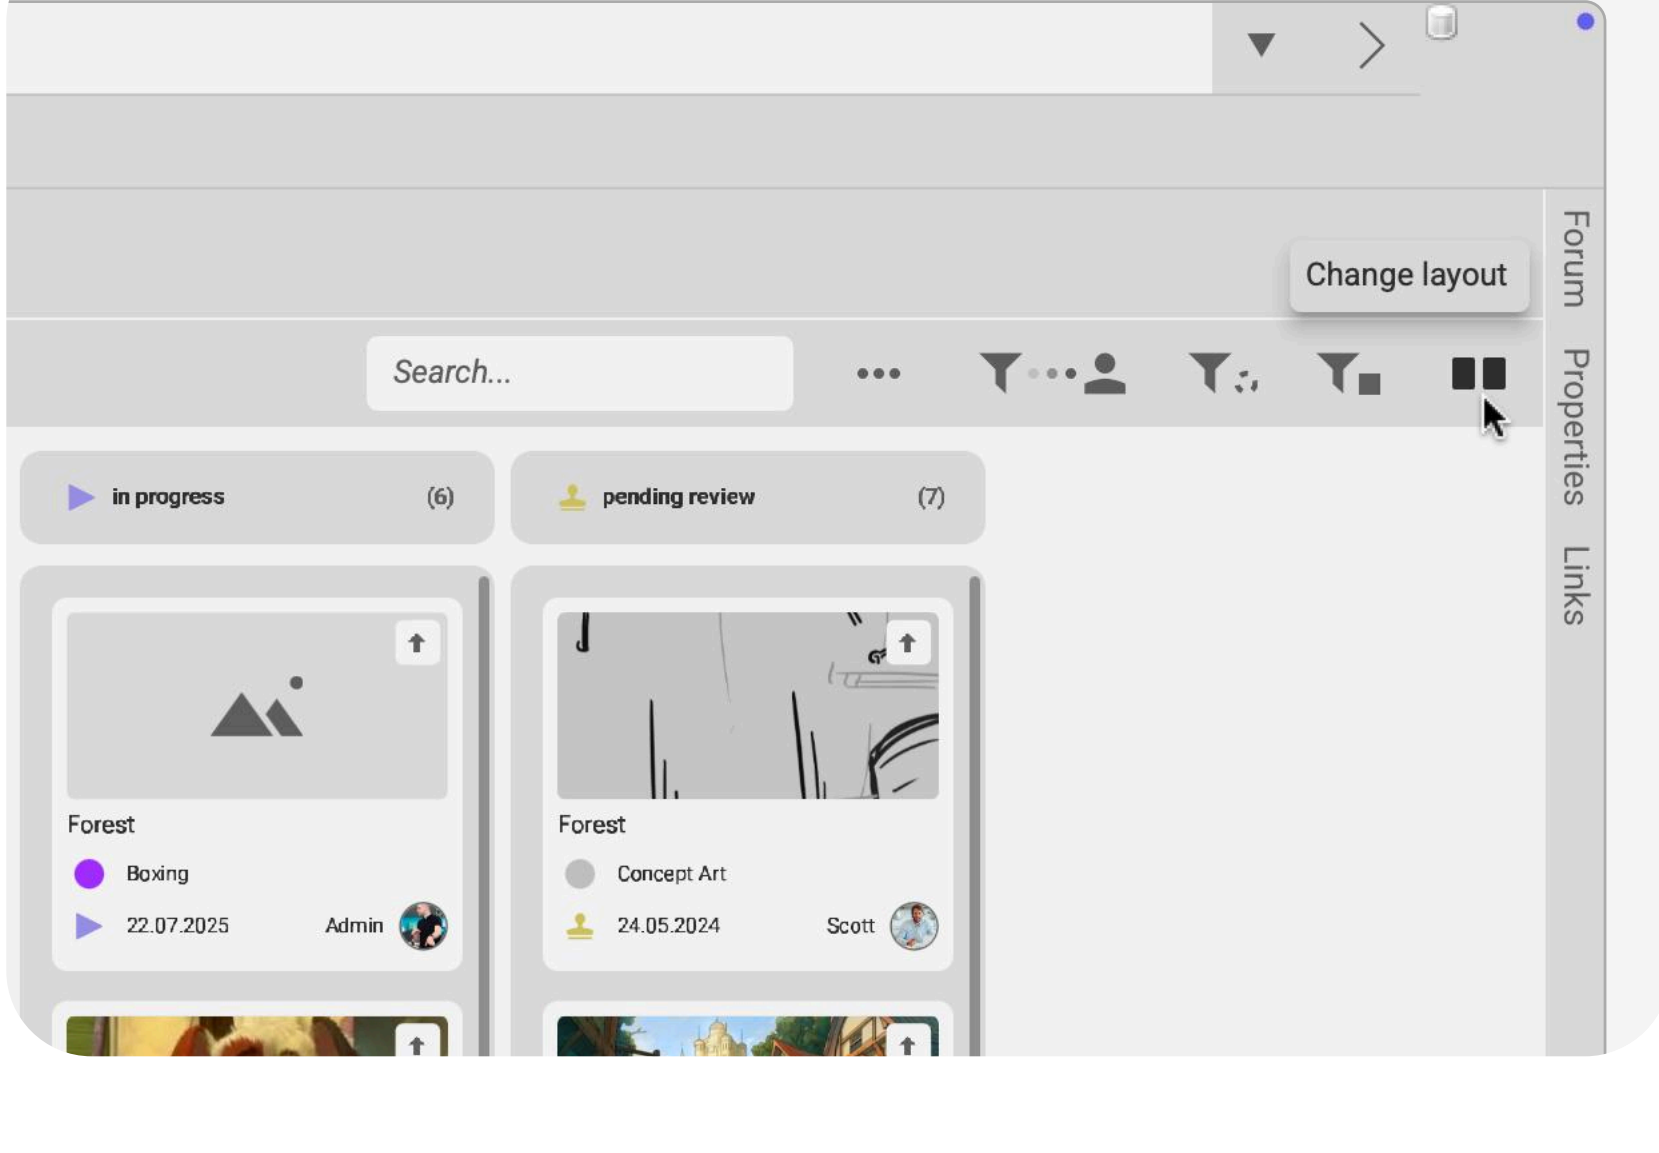 Forum
Change layout
Properties
Search...
Links
in progress (6)
pending review (7)
Forest
Boxing
22.07.2025 Admin
Forest
Concept Art
24.05.2024 Scott